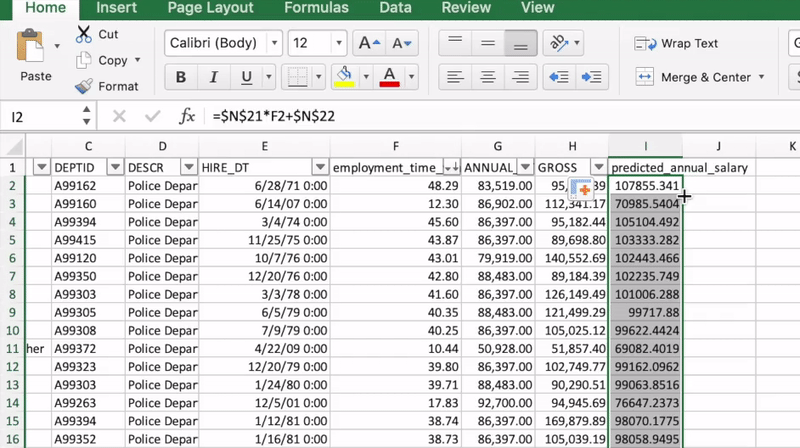 Home Insert Page Layout Formulas Data Review View
Cut
Copy
Format
Paste
Calibri (Body) 12 A A
B I U A
ab
Wrap Text
Merge & Center
I2 fx =$N$21*F2+$N$22
C D E F G H I J K
1 DEPTID DESCR HIRE_DT employment_time_ ANNUAL_ GROSS predicted_annual_salary
2 A99162 Police Depar 6/28/71 0:00 48.29 83,519.00 107855.341
3 A99160 Police Depar 6/14/07 0:00 12.30 86,902.00 112,341.17 70985.5404
4 A99394 Police Depar 3/4/74 0:00 45.60 86,397.00 95,182.44 105104.492
5 A99415 Police Depar 11/25/75 0:00 43.87 86,397.00 89,698.80 103333.282
6 A99120 Police Depar 10/7/76 0:00 43.01 79,919.00 140,552.69 102443.466
7 A99350 Police Depar 12/20/76 0:00 42.80 88,483.00 89,184.39 102235.749
8 A99303 Police Depar 3/3/78 0:00 41.60 86,397.00 126,149.49 101006.288
9 A99305 Police Depar 6/5/79 0:00 40.35 88,483.00 121,499.29 99717.88
10 A99308 Police Depar 7/9/79 0:00 40.25 86,397.00 105,025.12 99622.4424
11 her A99372 Police Depar 4/22/09 0:00 10.44 50,928.00 51,857.40 69082.4019
12 A99323 Police Depar 12/20/79 0:00 39.80 86,397.00 102,749.77 99162.0962
13 A99303 Police Depar 1/24/80 0:00 39.71 88,483.00 90,290.51 99063.8516
14 A99263 Police Depar 12/5/01 0:00 17.83 92,700.00 94,945.69 76647.2373
15 A99394 Police Depar 1/12/81 0:00 38.74 86,397.00 169,879.89 98070.1775
16 A99352 Police Depar 1/16/81 0:00 38.73 86,397.00 105,039.19 98058.9495